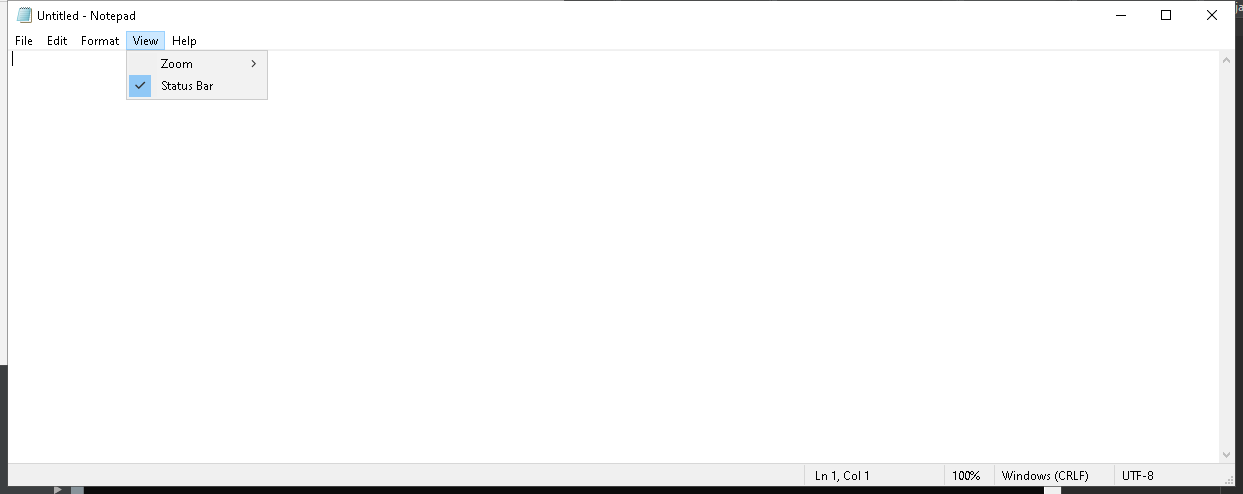 Untitled - Notepad
File Edit Format View Help
Zoom
Status Bar
Ln 1, Col 1 100% Windows (CRLF) UTF-8